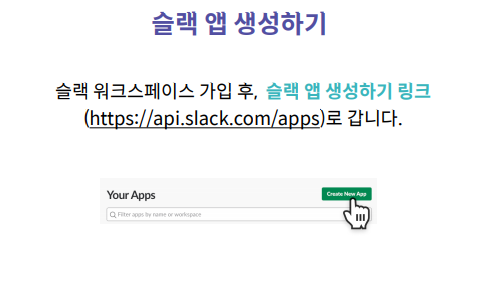 슬랙 앱 생성하기
슬랙 워크스페이스 가입 후, 슬랙 앱 생성하기 링크
(https://api.slack.com/apps)로 갑니다.
Your Apps
Create New App
Filter apps by name or workspace